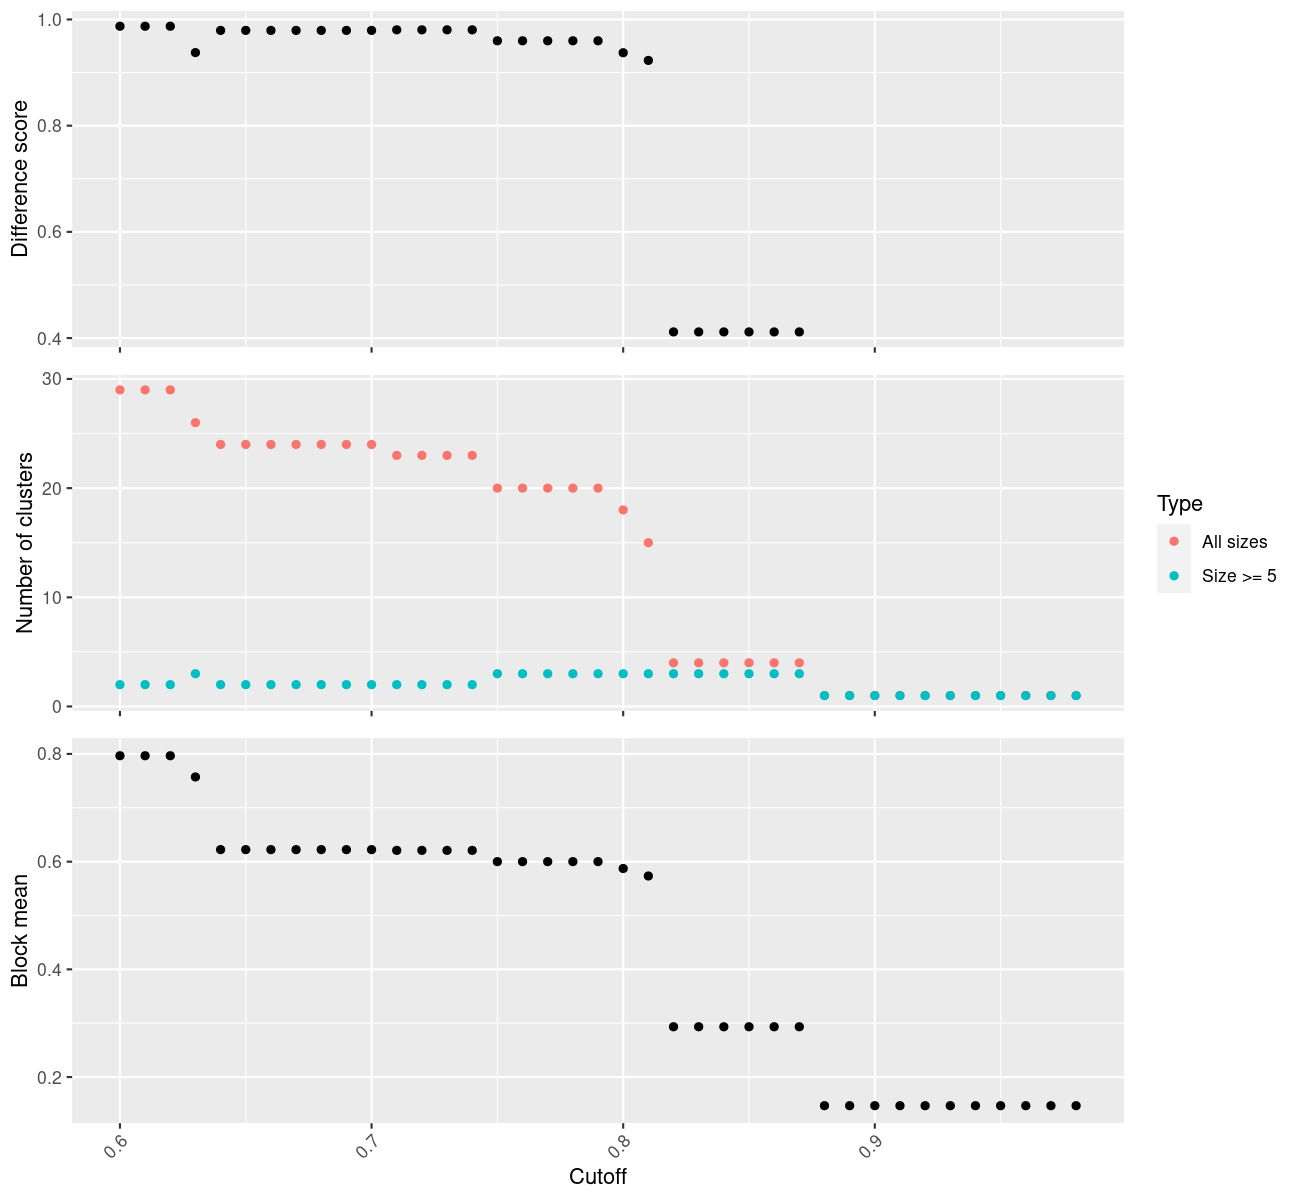 Difference score
1.0
0.8
0.6
0.4
Number of clusters
30
20
10
0
Type
All sizes
Size >= 5
Block mean
0.8
0.6
0.4
0.2
0.6 0.7 0.8 0.9
Cutoff